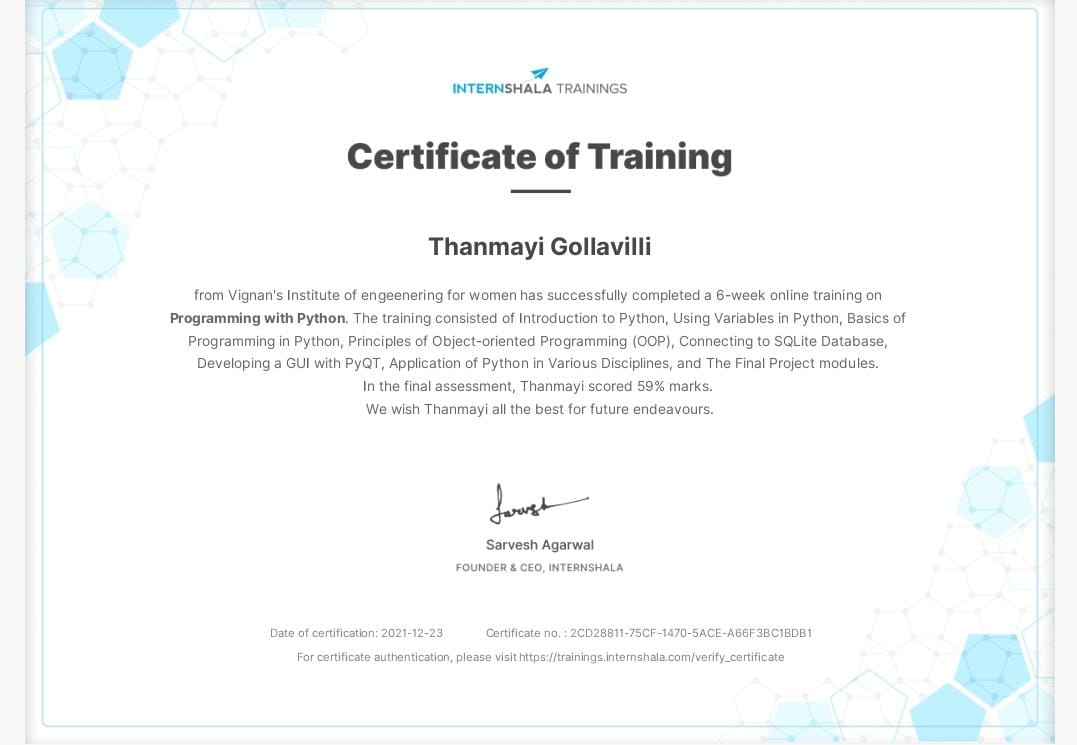 INTERNSHALA TRAININGS
Certificate of Training
Thanmayi Gollavilli
from Vignan's Institute of engeenering for women has successfully completed a 6-week online training on
Programming with Python. The training consisted of Introduction to Python, Using Variables in Python, Basics of
Programming in Python, Principles of Object-oriented Programming (OOP), Connecting to SQLite Database,
Developing a GUI with PyQT, Application of Python in Various Disciplines, and The Final Project modules.
In the final assessment, Thanmayi scored 59% marks.
We wish Thanmayi all the best for future endeavours.
Sarvesh
Sarvesh Agarwal
FOUNDER & CEO, INTERNSHALA
Date of certification: 2021-12-23 Certificate no. : 2CD28811-75CF-1470-5ACE-A66F3BC1BDB1
For certificate authentication, please visit https://trainings.internshala.com/verify_certificate